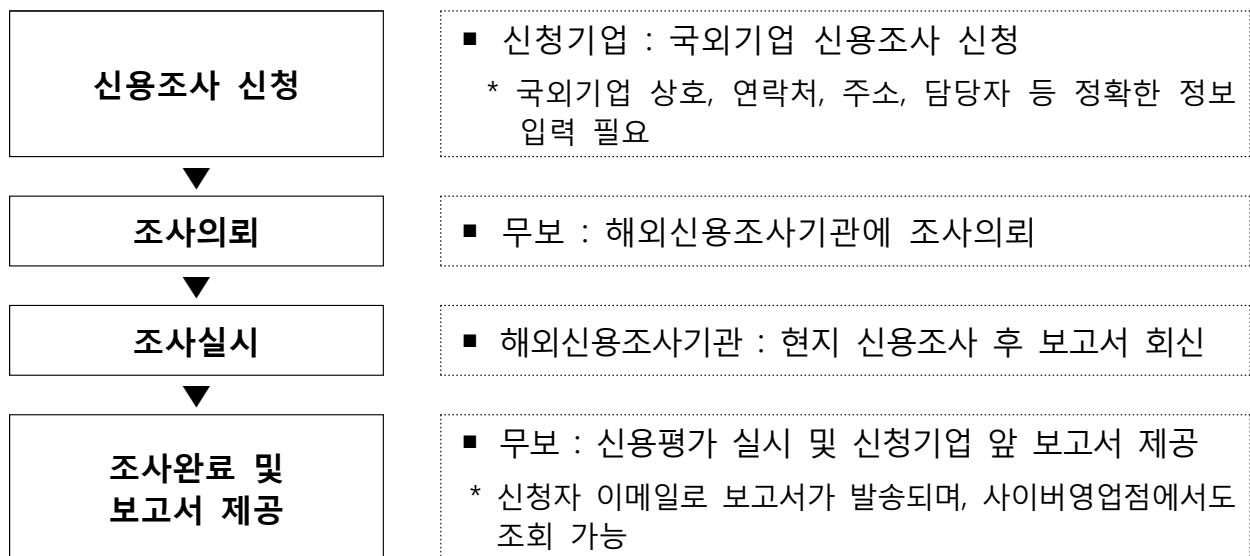 신용조사 신청
■ 신청기업 : 국외기업 신용조사 신청
* 국외기업 상호, 연락처, 주소, 담당자 등 정확한 정보
입력 필요
▼
조사의뢰
■ 무보 : 해외신용조사기관에 조사의뢰
▼
조사실시
■ 해외신용조사기관 : 현지 신용조사 후 보고서 회신
▼
조사완료 및
보고서 제공
■ 무보 : 신용평가 실시 및 신청기업 앞 보고서 제공
* 신청자 이메일로 보고서가 발송되며, 사이버영업점에서도
조회 가능